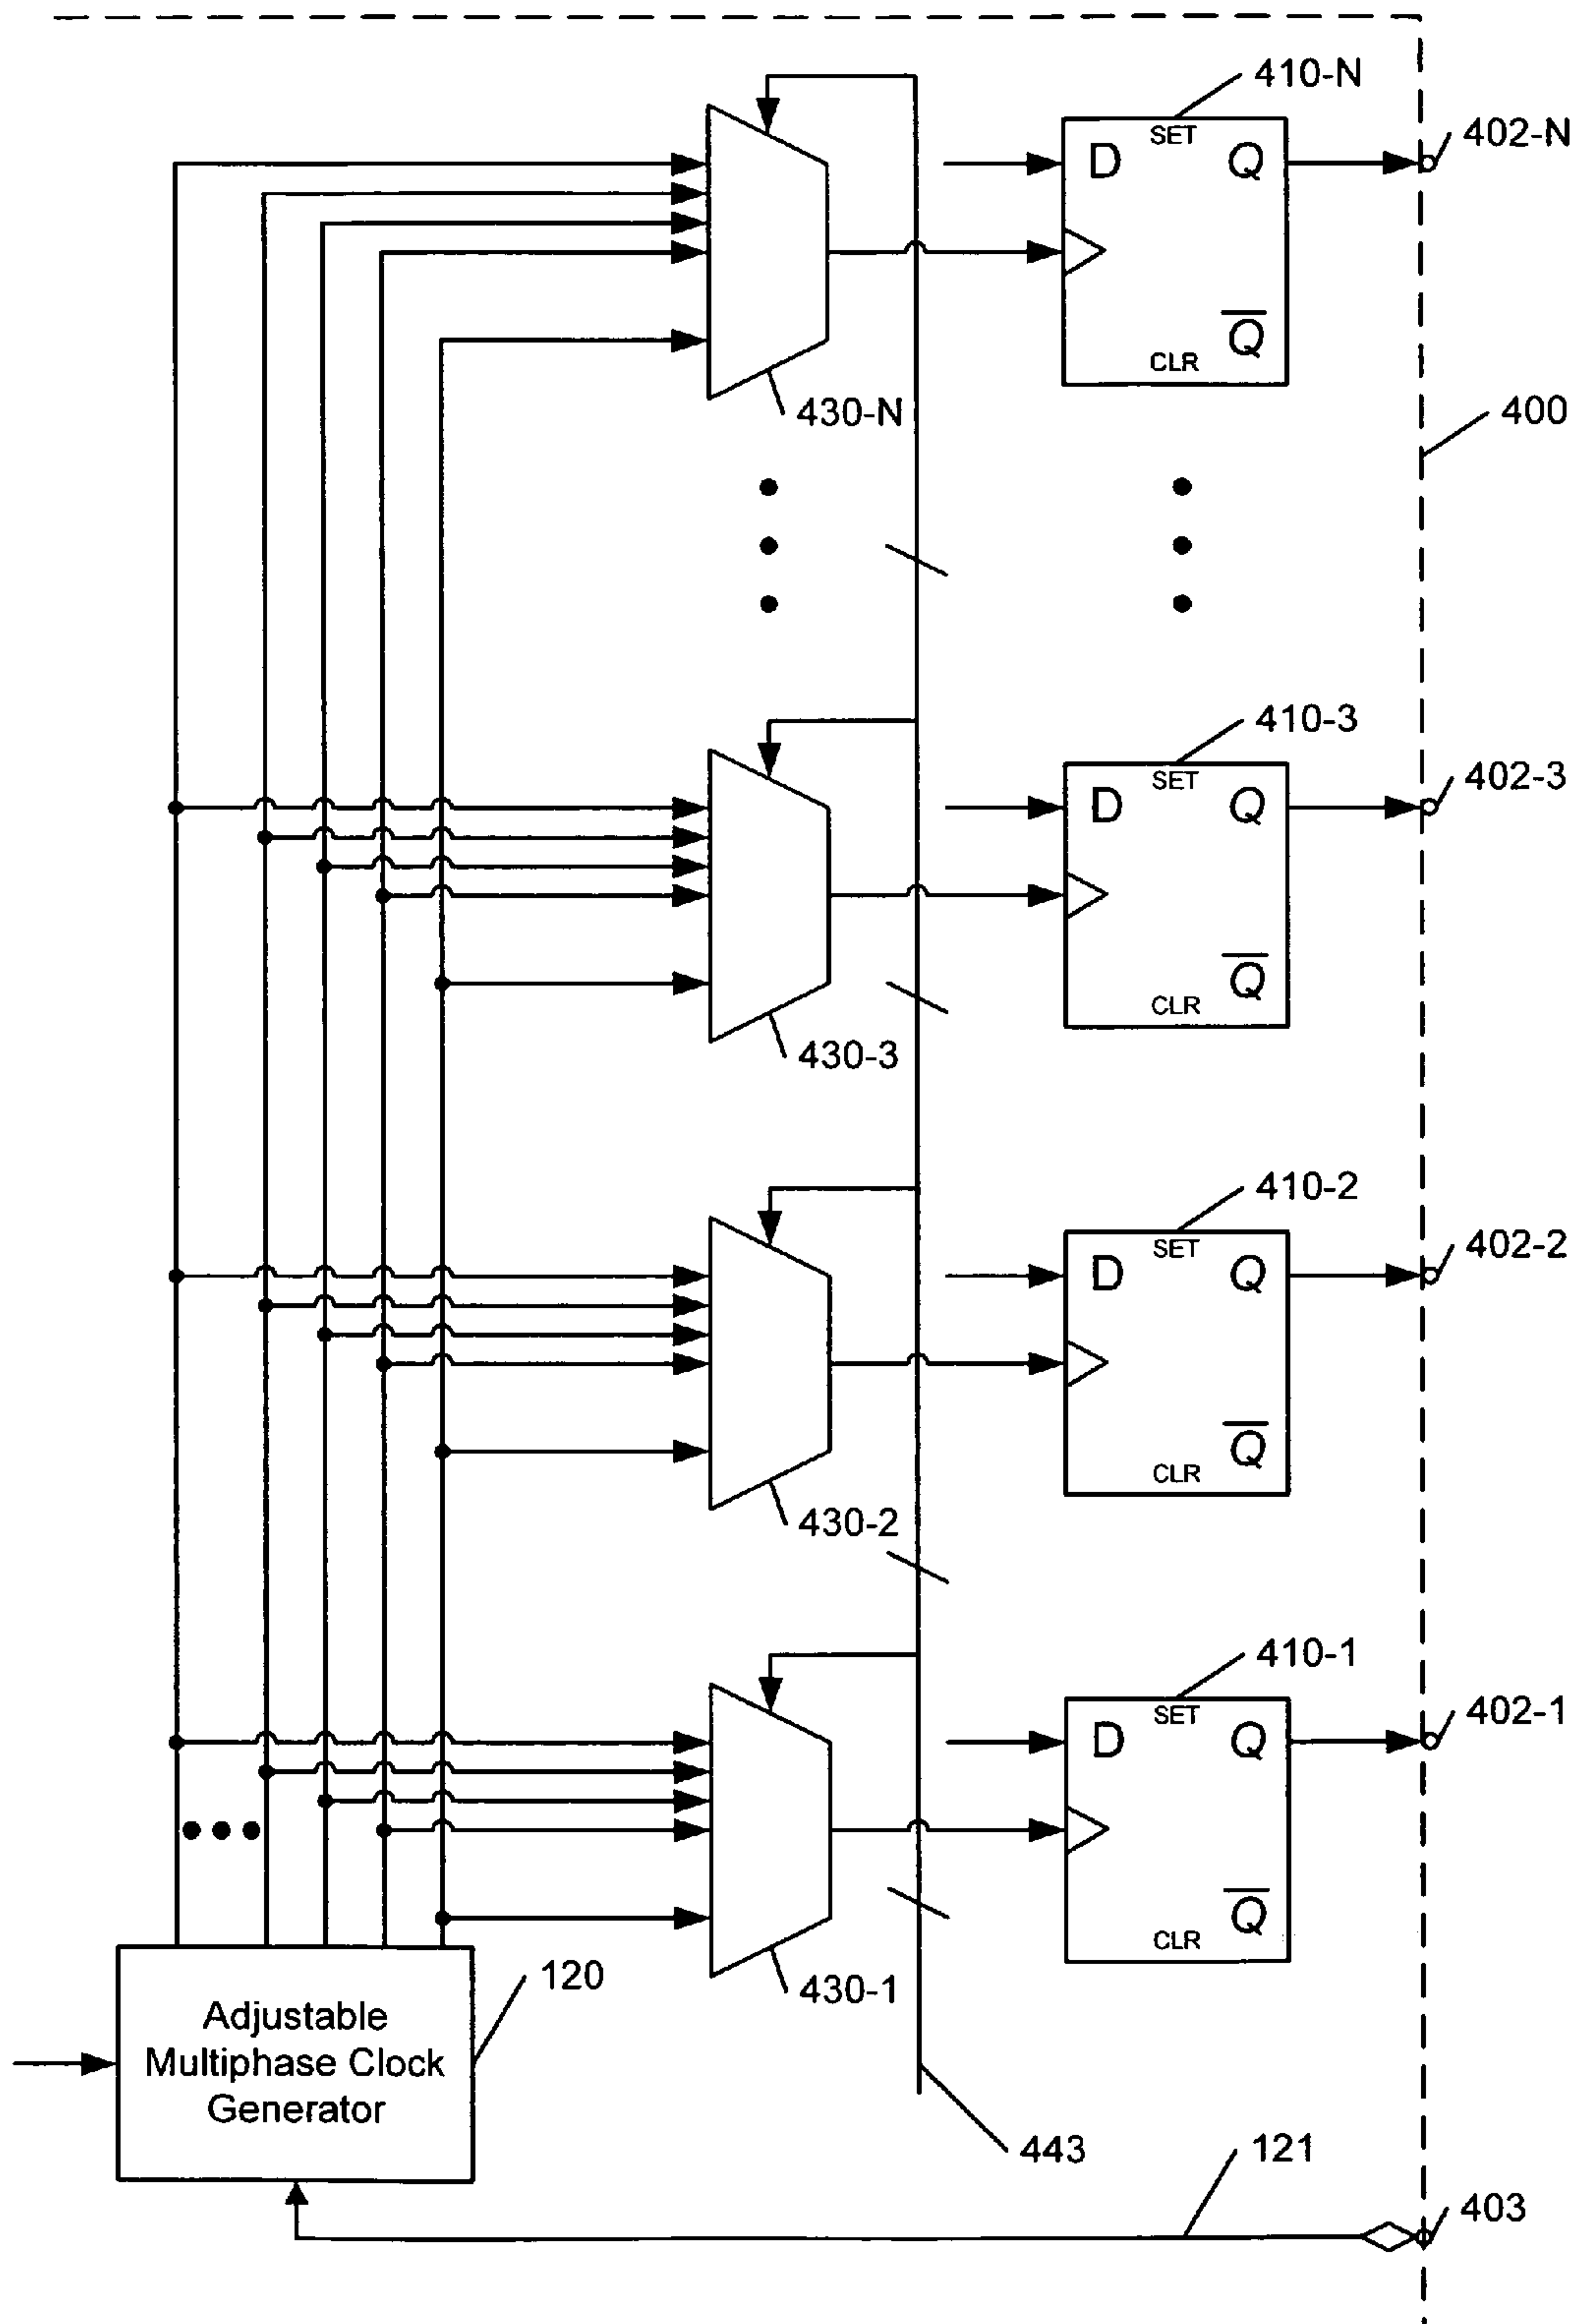 410-N
402-N
SET
D
Q
Q
CLR
430-N
400
410-3
402-3
SET
D
Q
Q
CLR
430-3
410-2
402-2
SET
D
Q
Q
CLR
430-2
410-1
402-1
SET
D
Q
Q
CLR
430-1
120
Adjustable
Multiphase Clock
Generator
443
121
403